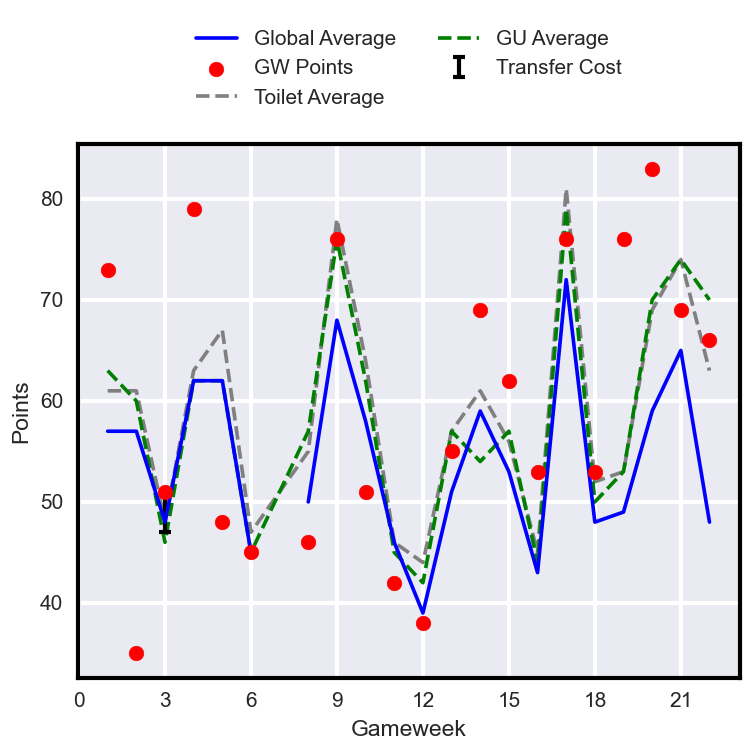 Global Average
GW Points
Toilet Average
GU Average
Transfer Cost
80
70
60
50
40
Points
0 3 6 9 12 15 18 21
Gameweek